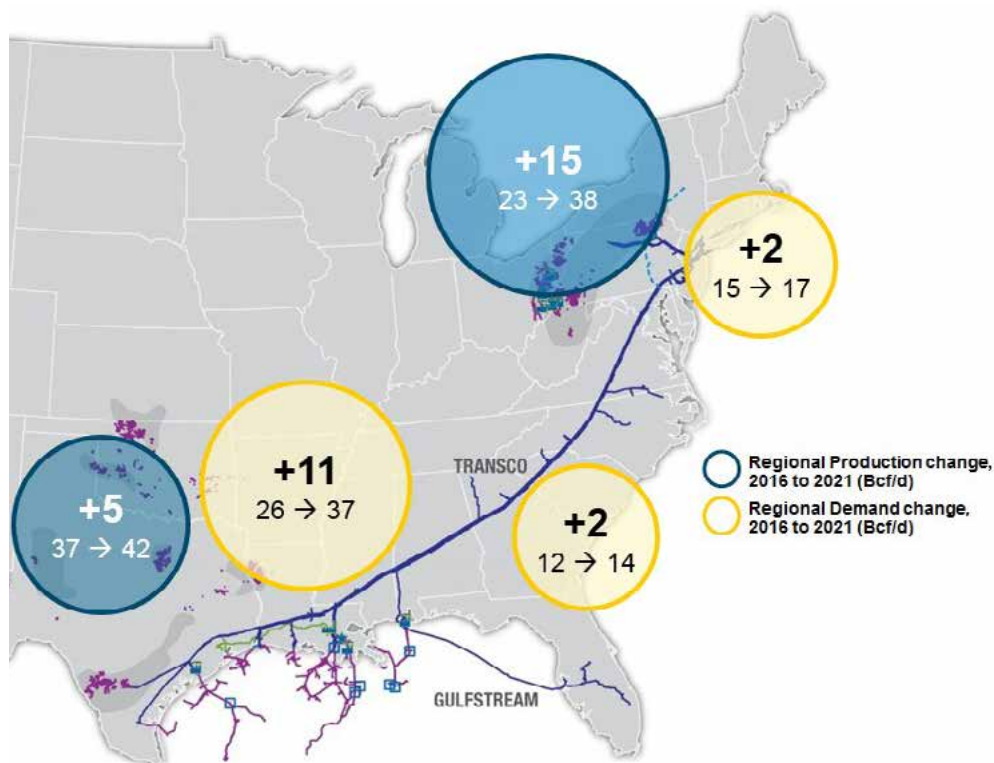 +15
23 → 38
+2
15 → 17
+11
26 → 37
TRANSCO
+5
37 → 42
+2
12 → 14
Regional Production change,
2016 to 2021 (Bcf/d)
Regional Demand change,
2016 to 2021 (Bcf/d)
GULFSTREAM